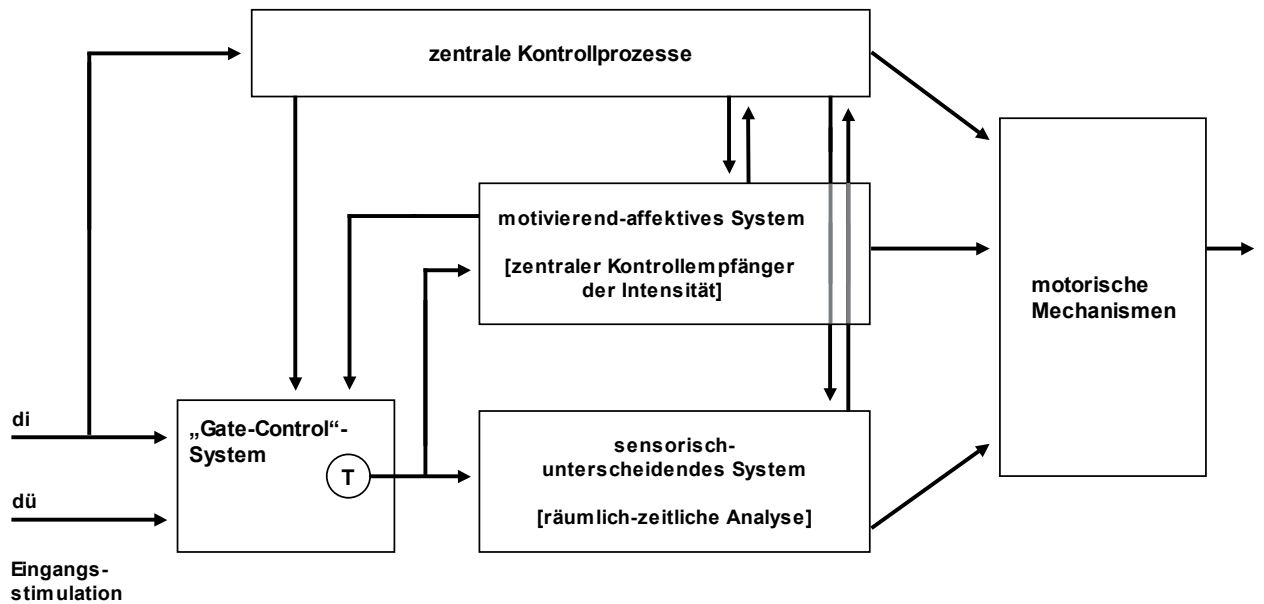 zentrale Kontrollprozesse
motivierend-affektives System
[zentraler Kontrollempfänger
der Intensität]
motorische
Mechanismen
di
„Gate-Control“-
System
T
sensorisch-
unterscheidendes System
[räumlich-zeitliche Analyse]
dü
Eingangs-
stimulation